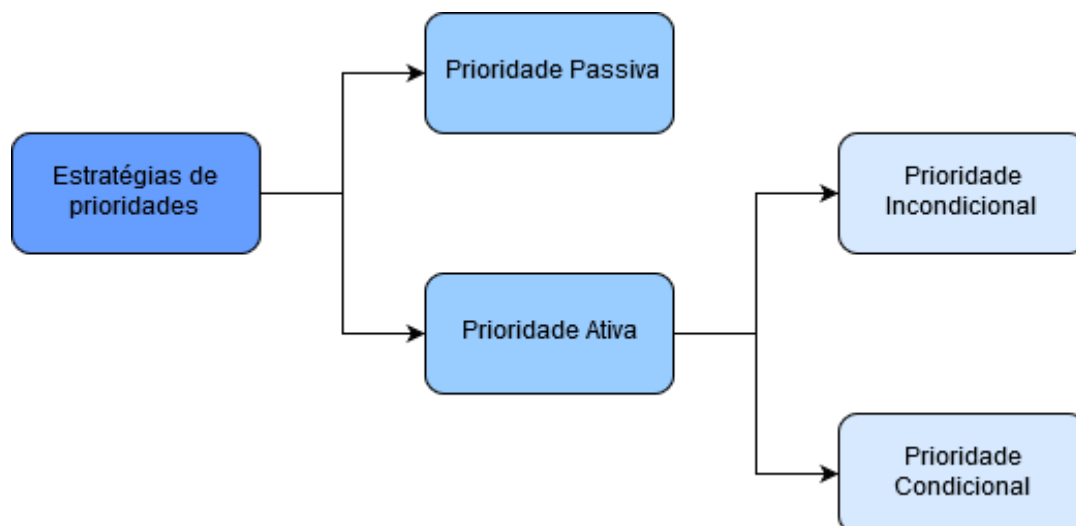 Prioridade Passiva
Estratégias de
prioridades
Prioridade
Incondicional
Prioridade Ativa
Prioridade
Condicional